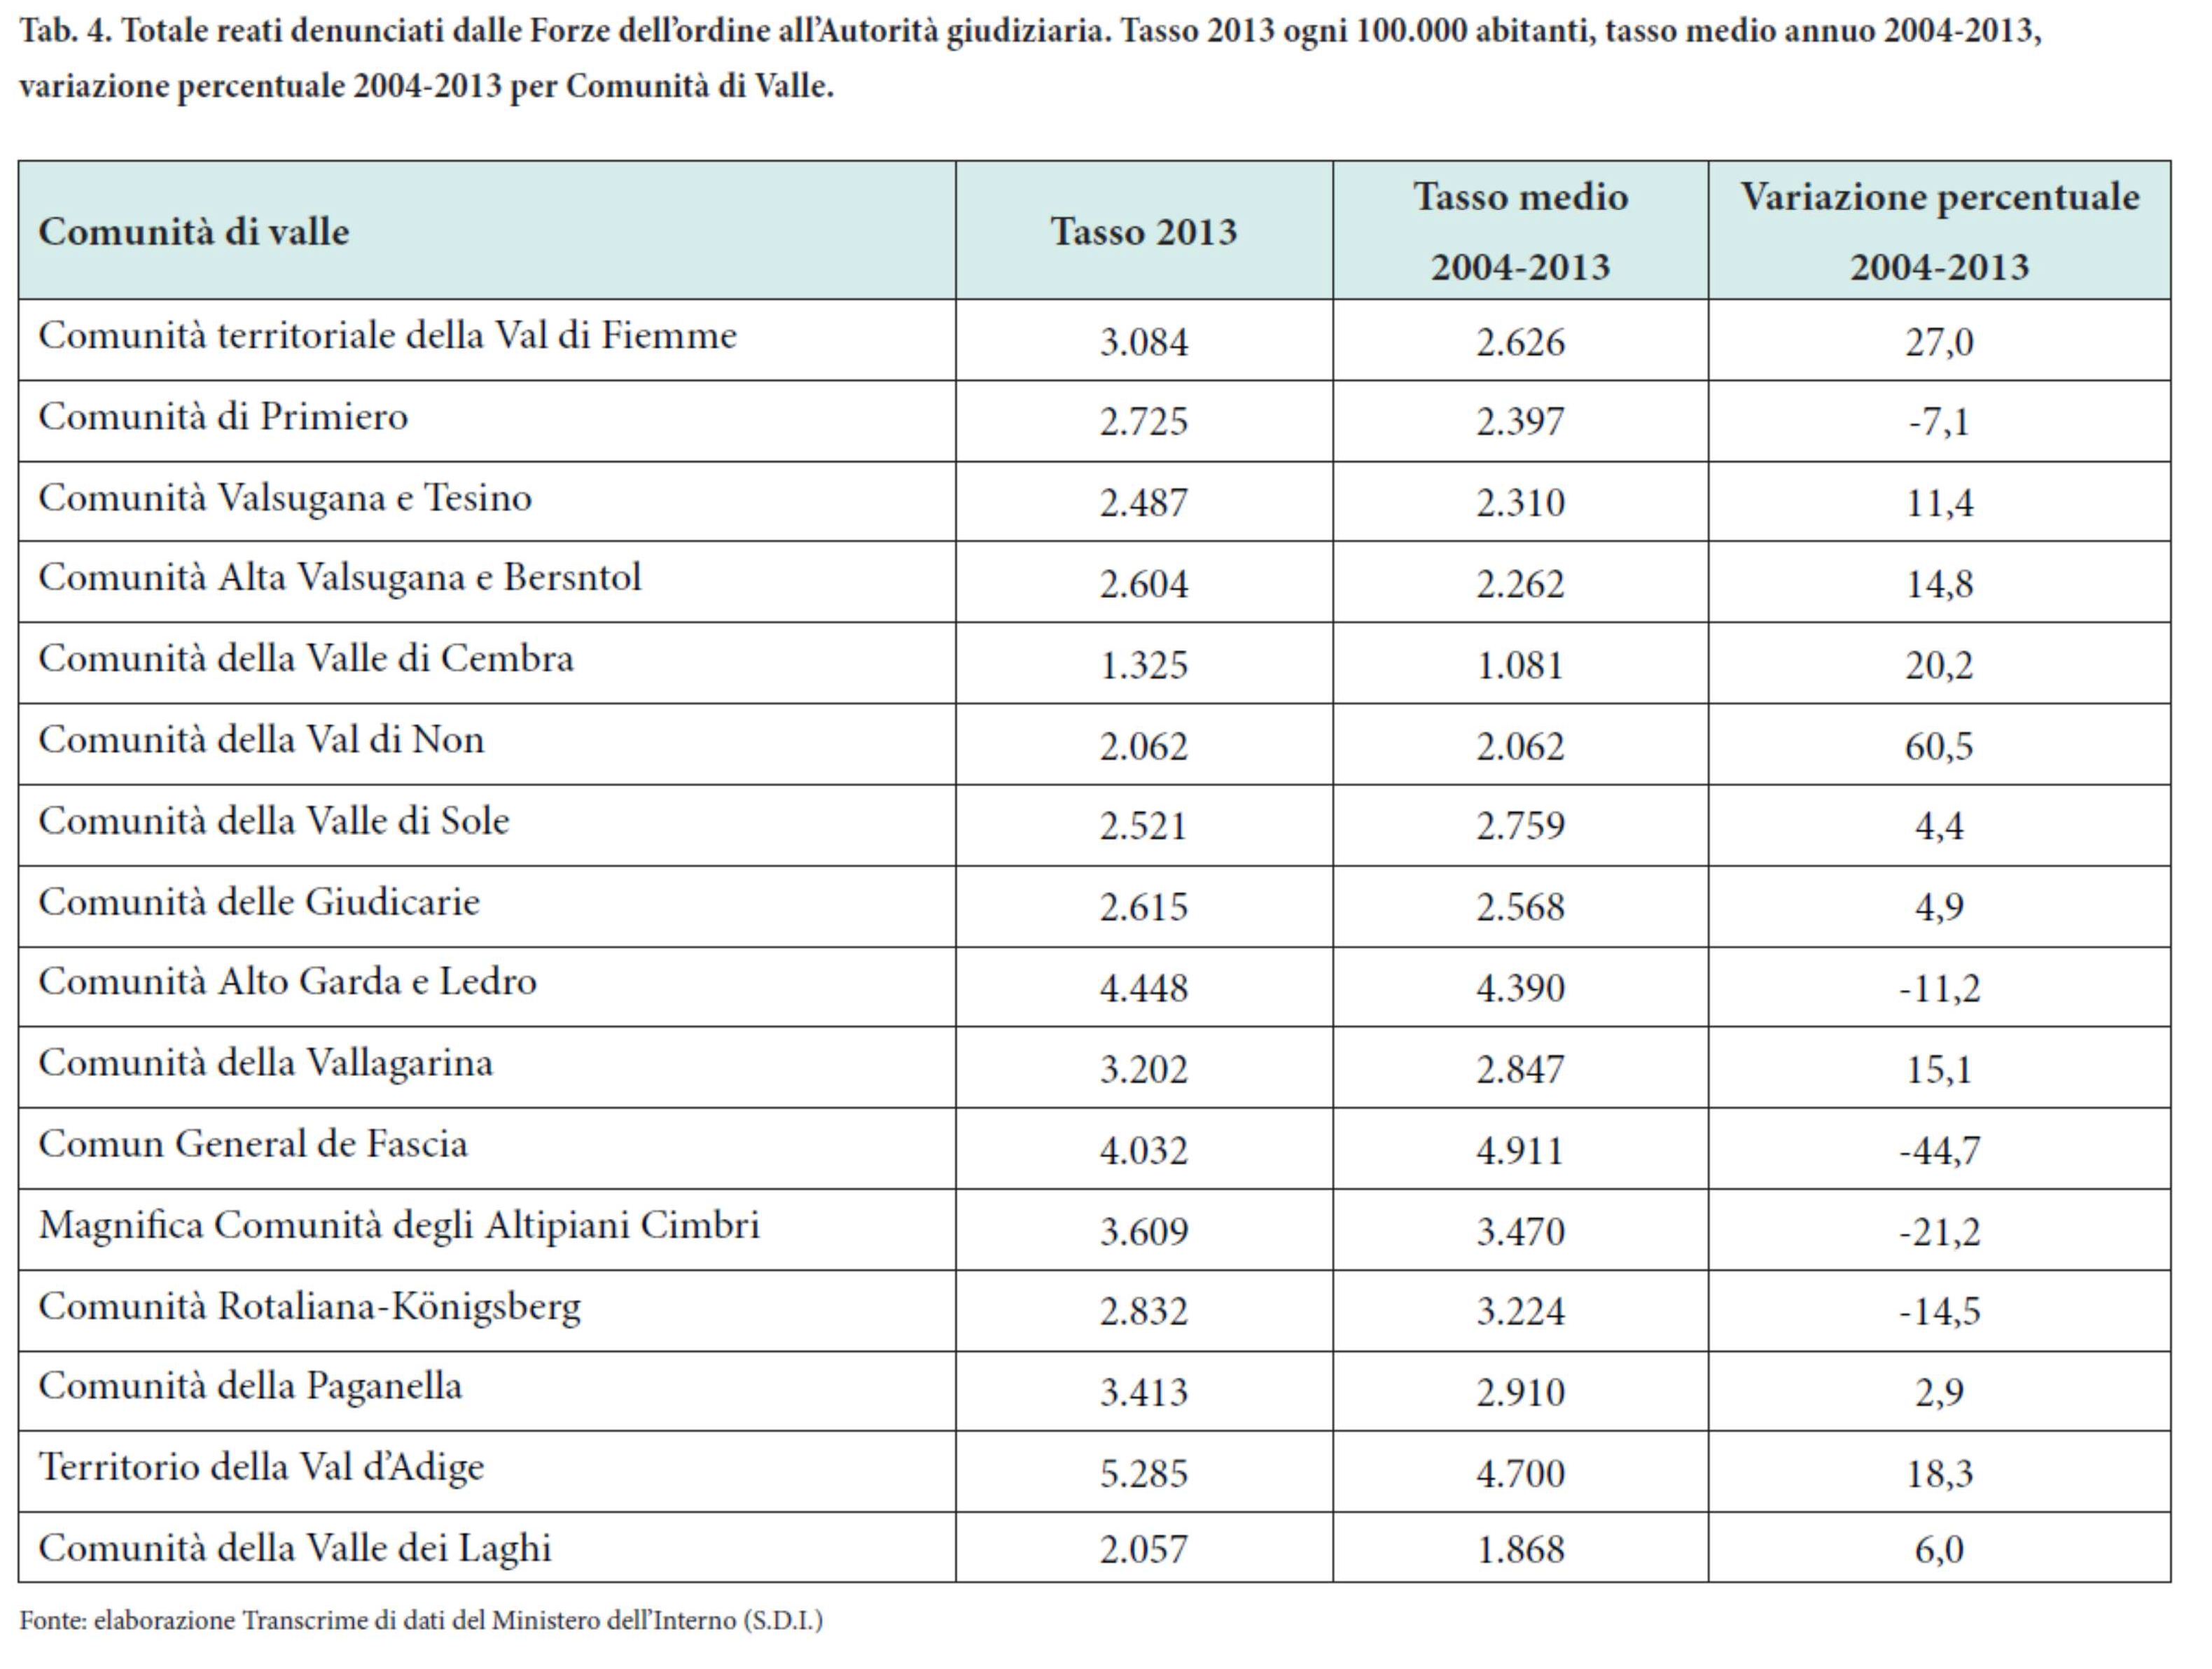 Tab. 4. Totale reati denunciati dalle Forze dell’ordine all’Autorità giudiziaria. Tasso 2013 ogni 100.000 abitanti, tasso medio annuo 2004-2013,
variazione percentuale 2004-2013 per Comunità di Valle.
Comunità di valle Tasso 2013 Tasso medio 2004-2013 Variazione percentuale 2004-2013
Comunità territoriale della Val di Fiemme 3.084 2.626 27,0
Comunità di Primiero 2.725 2.397 -7,1
Comunità Valsugana e Tesino 2.487 2.310 11,4
Comunità Alta Valsugana e Bersntol 2.604 2.262 14,8
Comunità della Valle di Cembra 1.325 1.081 20,2
Comunità della Val di Non 2.062 2.062 60,5
Comunità della Valle di Sole 2.521 2.759 4,4
Comunità delle Giudicarie 2.615 2.568 4,9
Comunità Alto Garda e Ledro 4.448 4.390 -11,2
Comunità della Vallagarina 3.202 2.847 15,1
Comun General de Fascia 4.032 4.911 -44,7
Magnifica Comunità degli Altipiani Cimbri 3.609 3.470 -21,2
Comunità Rotaliana-Königsberg 2.832 3.224 -14,5
Comunità della Paganella 3.413 2.910 2,9
Territorio della Val d’Adige 5.285 4.700 18,3
Comunità della Valle dei Laghi 2.057 1.868 6,0
Fonte: elaborazione Transcrime di dati del Ministero dell’Interno (S.D.I.)